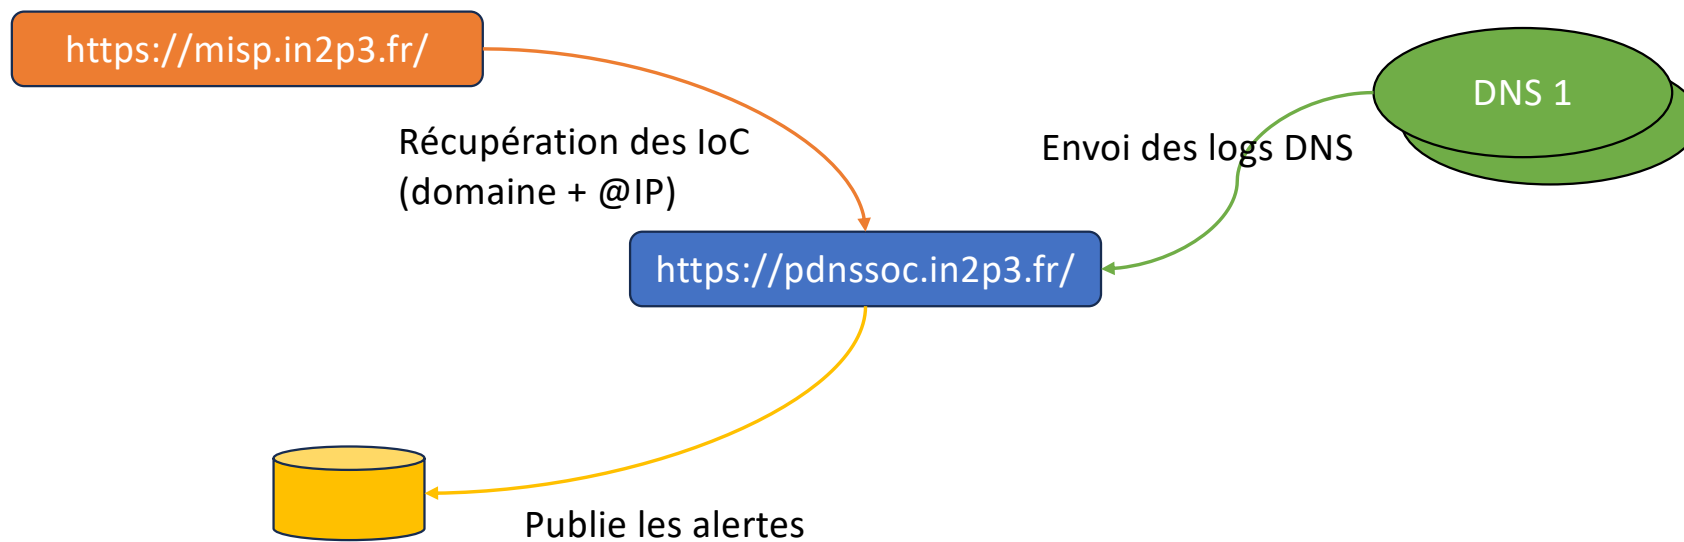 https://misp.in2p3.fr/
DNS 1
Récupération des IoC
(domaine + @IP)
Envoi des logs DNS
https://pdnssoc.in2p3.fr/
Publie les alertes